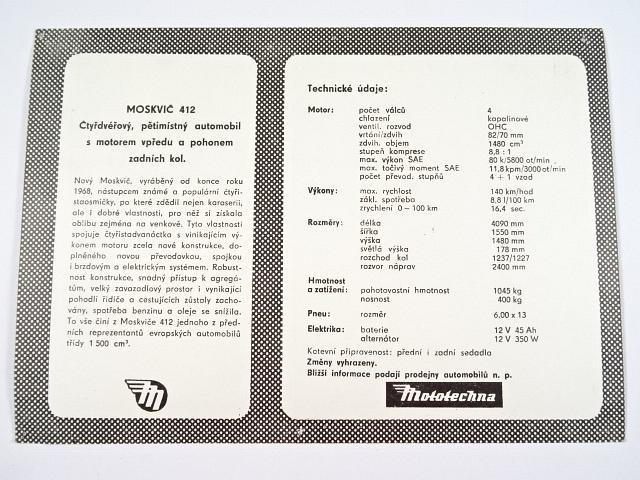 MOSKVIČ 412
Čtyřdvéřový, pětimístný automobil
s motorem vpředu a pohonem
zadních kol.
Nový Moskvič, vyráběný od konce roku
1968, nástupcem známé a populární čtyři-
staosmičky, po které zdědil nejen karoserii,
ale i dobré vlastnosti, pro něž si získala
oblibu zejména na venkově. Tyto vlastnosti
spojuje čtyřistadvanáctka s vynikajícím vý-
konem motoru zcela nové konstrukce, do-
plněného novou převodovkou, spojkou
i brzdovým a elektrickým systémem. Robust-
nost konstrukce, snadný přístup k agregá-
tům, velký zavazadlový prostor i vynikající
pohodlí řidiče a cestujících zůstaly zacho-
vány, spotřeba benzinu a oleje se snížila.
To vše činí z Moskviče 412 jednoho z před-
ních reprezentantů evropských automobilů
třídy 1 500 cm³.
M
Technické údaje:
Motor: počet válců 4
chlazení kapalinové
ventil. rozvod OHC
vrtání/zdvih 82/70 mm
zdvih. objem 1480 cm³
stupeň komprese 8,8 : 1
max. výkon SAE 80 k/5800 ot/min
max. točivý moment SAE 11,8 kpm/3000 ot/min
počet převod. stupňů 4 + 1 vzad
Výkony: max. rychlost 140 km/hod
zákl. spotřeba 8,8 l/100 km
zrychlení 0–100 km 16,4 sec.
Rozměry: délka 4090 mm
šířka 1550 mm
výška 1480 mm
světlá výška 178 mm
rozchod kol 1237/1227
rozvor náprav 2400 mm
Hmotnost
a zatížení: pohotovostní hmotnost 1045 kg
nosnost 400 kg
Pneu: rozměr 6,00 x 13
Elektrika: baterie 12 V 45 Ah
alternátor 12 V 350 W
Kotevní připravenost: přední i zadní sedadla
Změny vyhrazeny.
Bližší informace podají prodejny automobilů n. p.
Mototechna